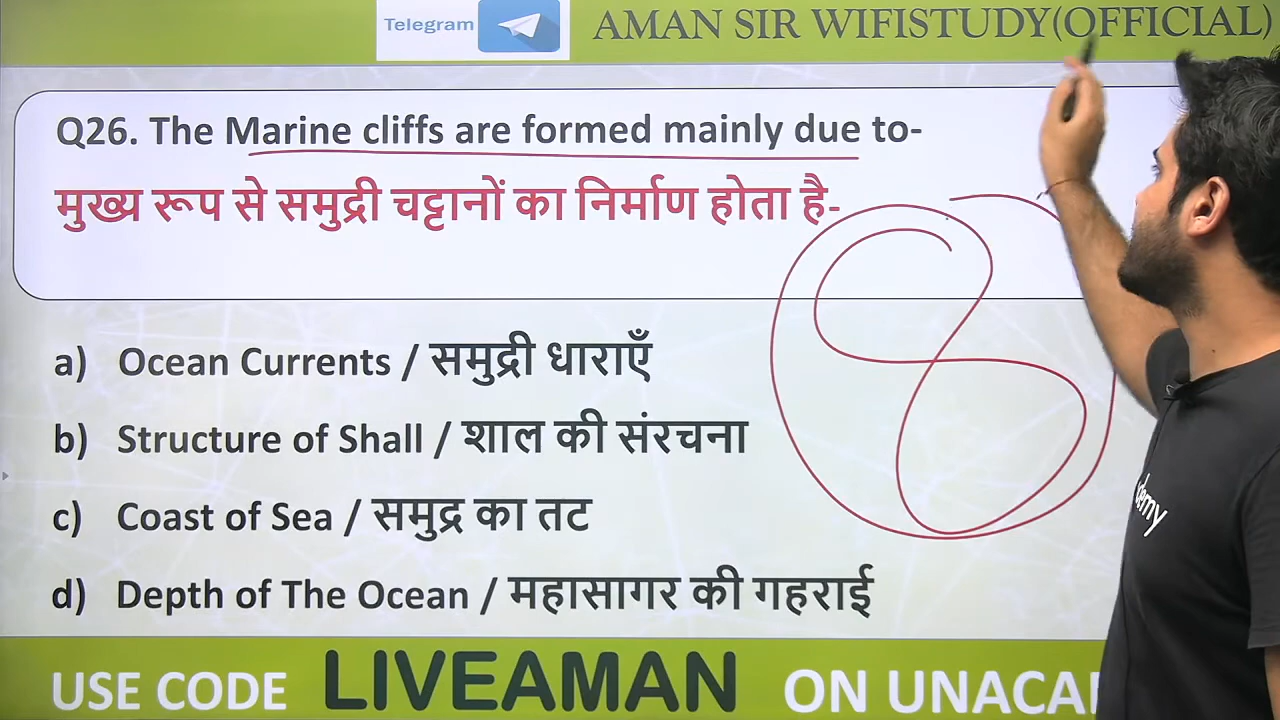 Telegram
AMAN SIR WIFISTUDY(OFFICIAL)
Q26. The Marine cliffs are formed mainly due to-
मुख्य रूप से समुद्री चट्टानों का निर्माण होता है-
a) Ocean Currents / समुद्री धाराएँ
b) Structure of Shall / शाल की संरचना
c) Coast of Sea / समुद्र का तट
d) Depth of The Ocean / महासागर की गहराई
demy
USE CODE LIVEAMAN ON UNACA